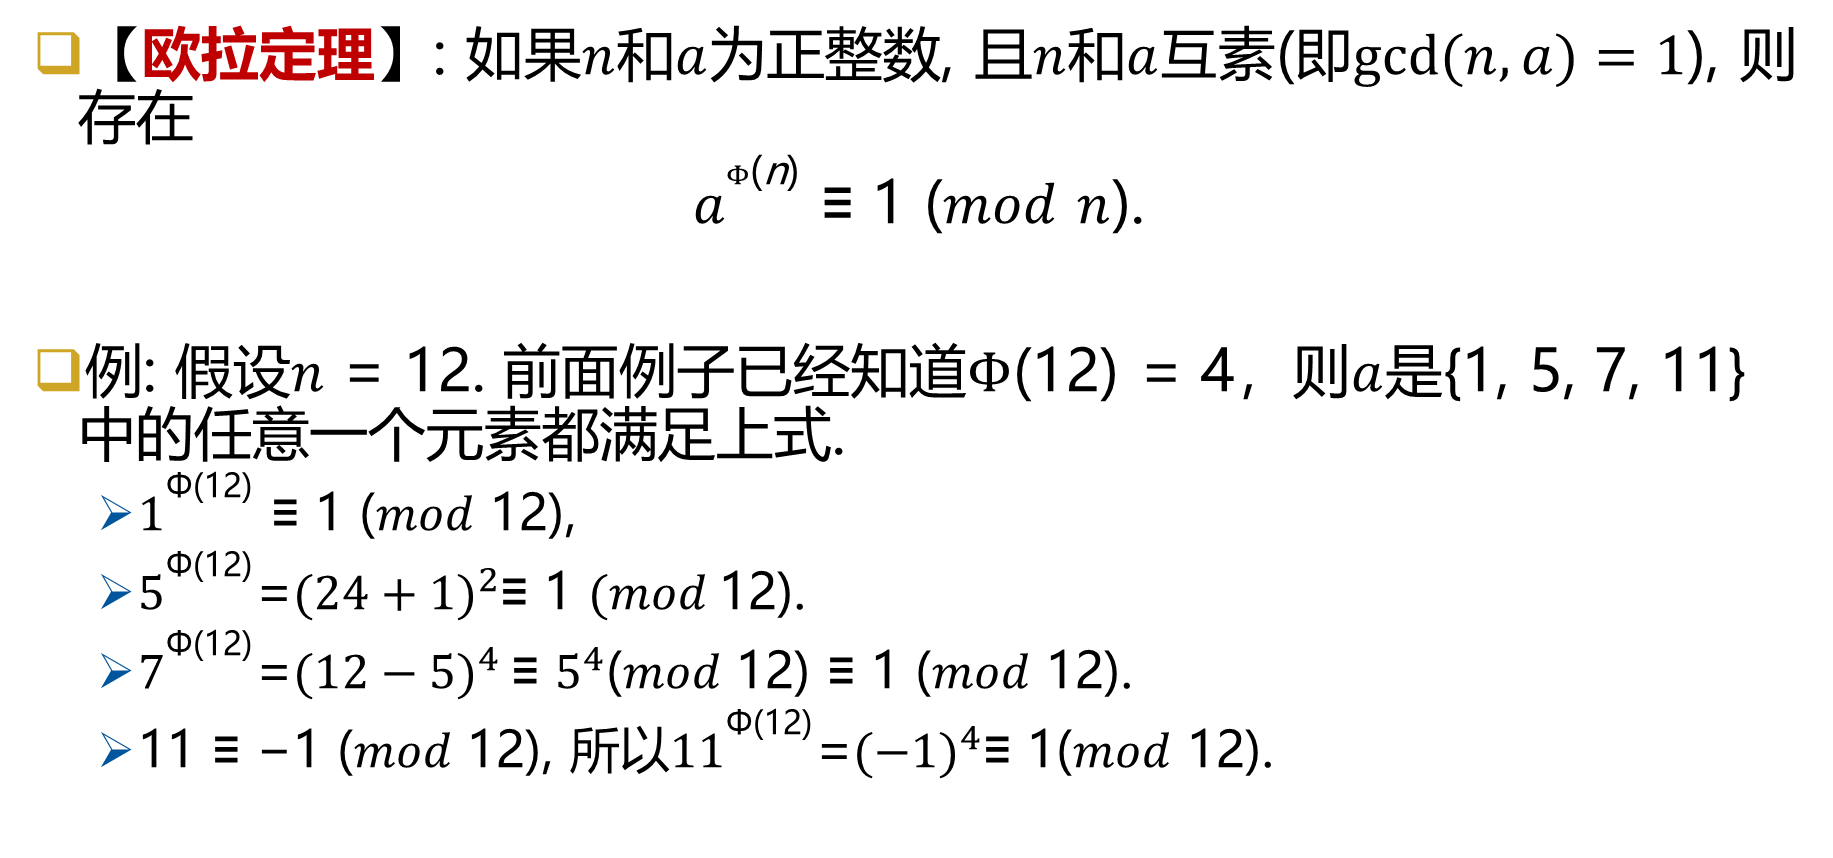 【欧拉定理】: 如果n和a为正整数, 且n和a互素(即gcd(n, a) = 1), 则
存在
a^Φ(n) ≡ 1 (mod n).
例: 假设n = 12. 前面例子已经知道Φ(12) = 4, 则a是{1, 5, 7, 11}
中的任意一个元素都满足上式.
1^Φ(12) ≡ 1 (mod 12),
5^Φ(12) =(24 + 1)²≡ 1 (mod 12).
7^Φ(12) =(12 − 5)⁴ ≡ 5⁴(mod 12) ≡ 1 (mod 12).
11 ≡ −1 (mod 12), 所以11^Φ(12) =(−1)⁴≡ 1(mod 12).